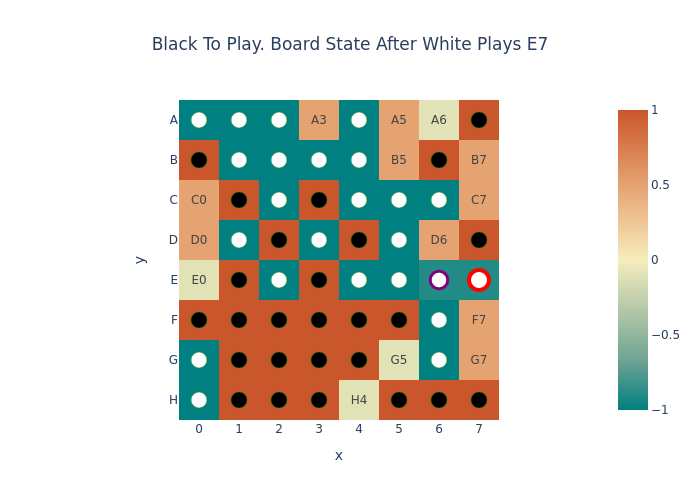 Black To Play. Board State After White Plays E7
A A3 A5 A6
B B5 B7
C C0 C7
D D0 D6
E E0
F F7
G G5 G7
H H4
0 1 2 3 4 5 6 7
x
y
1
0.5
0
−0.5
−1